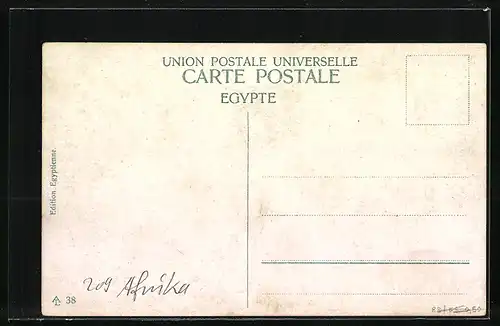 UNION POSTALE UNIVERSELLE
CARTE POSTALE
EGYPTE
Edition Egyptienne.
38
209 Afrika